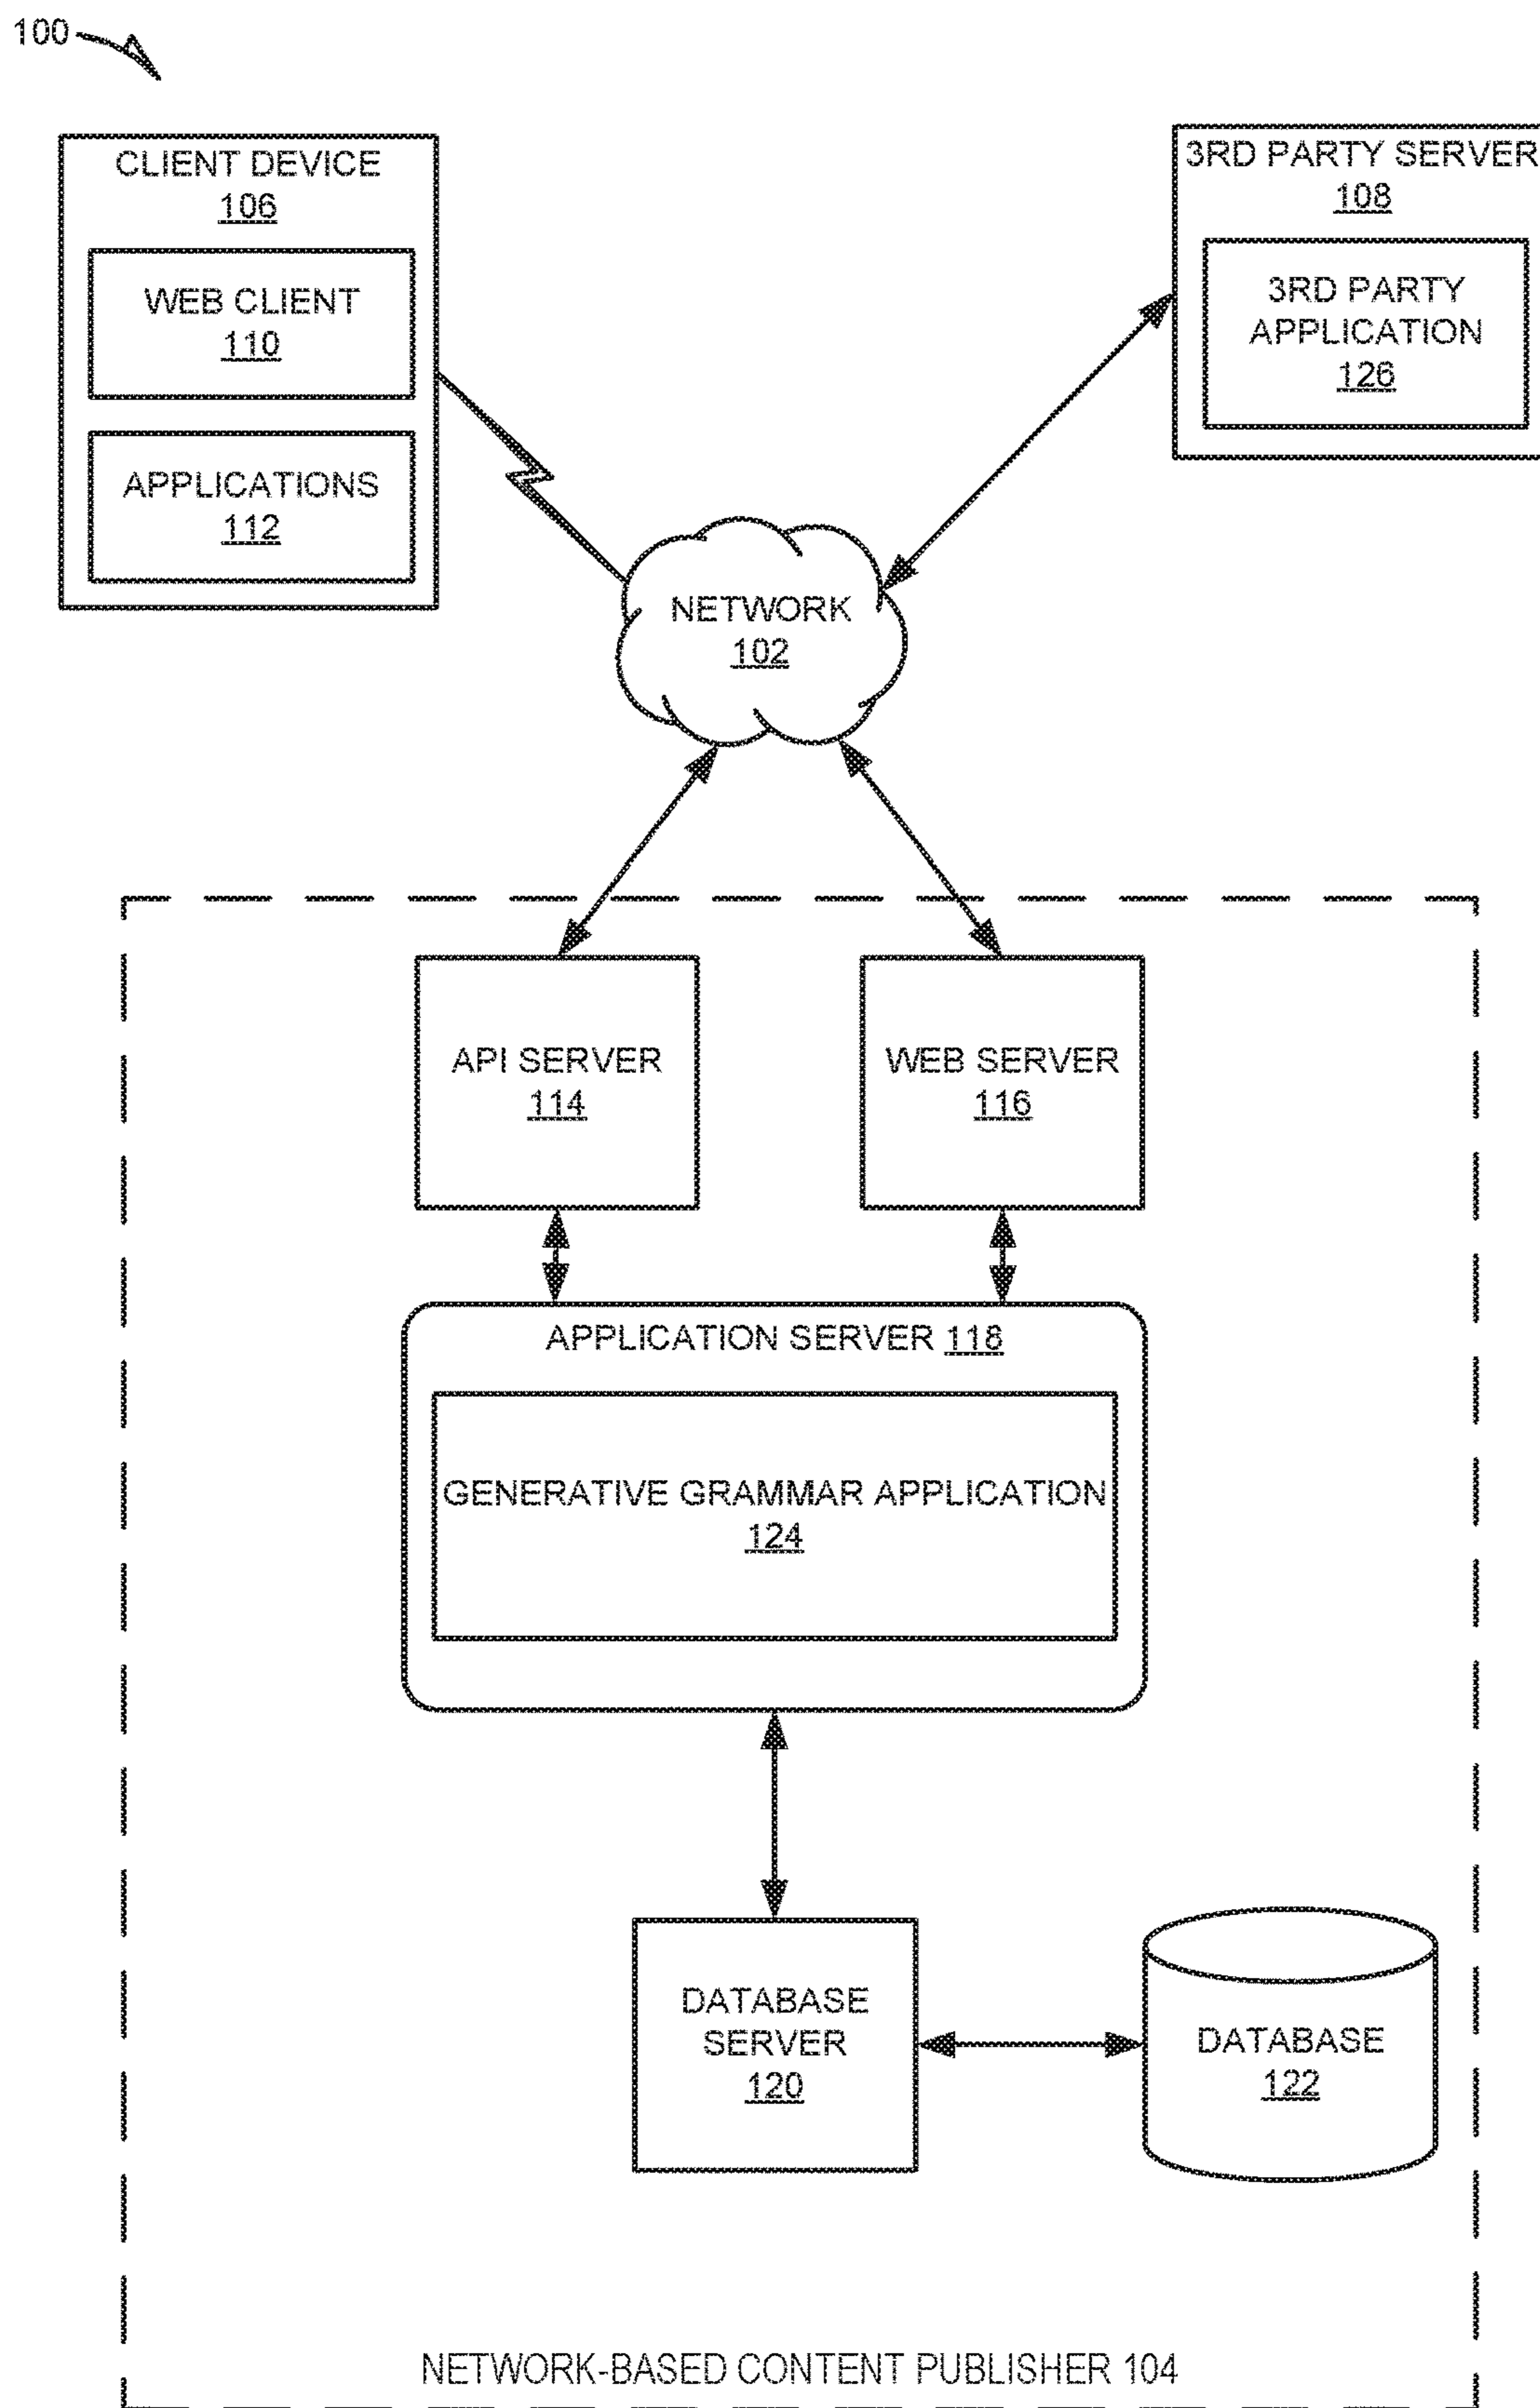 100
CLIENT DEVICE
106
WEB CLIENT
110
APPLICATIONS
112
3RD PARTY SERVER
108
3RD PARTY
APPLICATION
126
NETWORK
102
API SERVER
114
WEB SERVER
116
APPLICATION SERVER 118
GENERATIVE GRAMMAR APPLICATION
124
DATABASE
SERVER
120
DATABASE
122
NETWORK-BASED CONTENT PUBLISHER 104